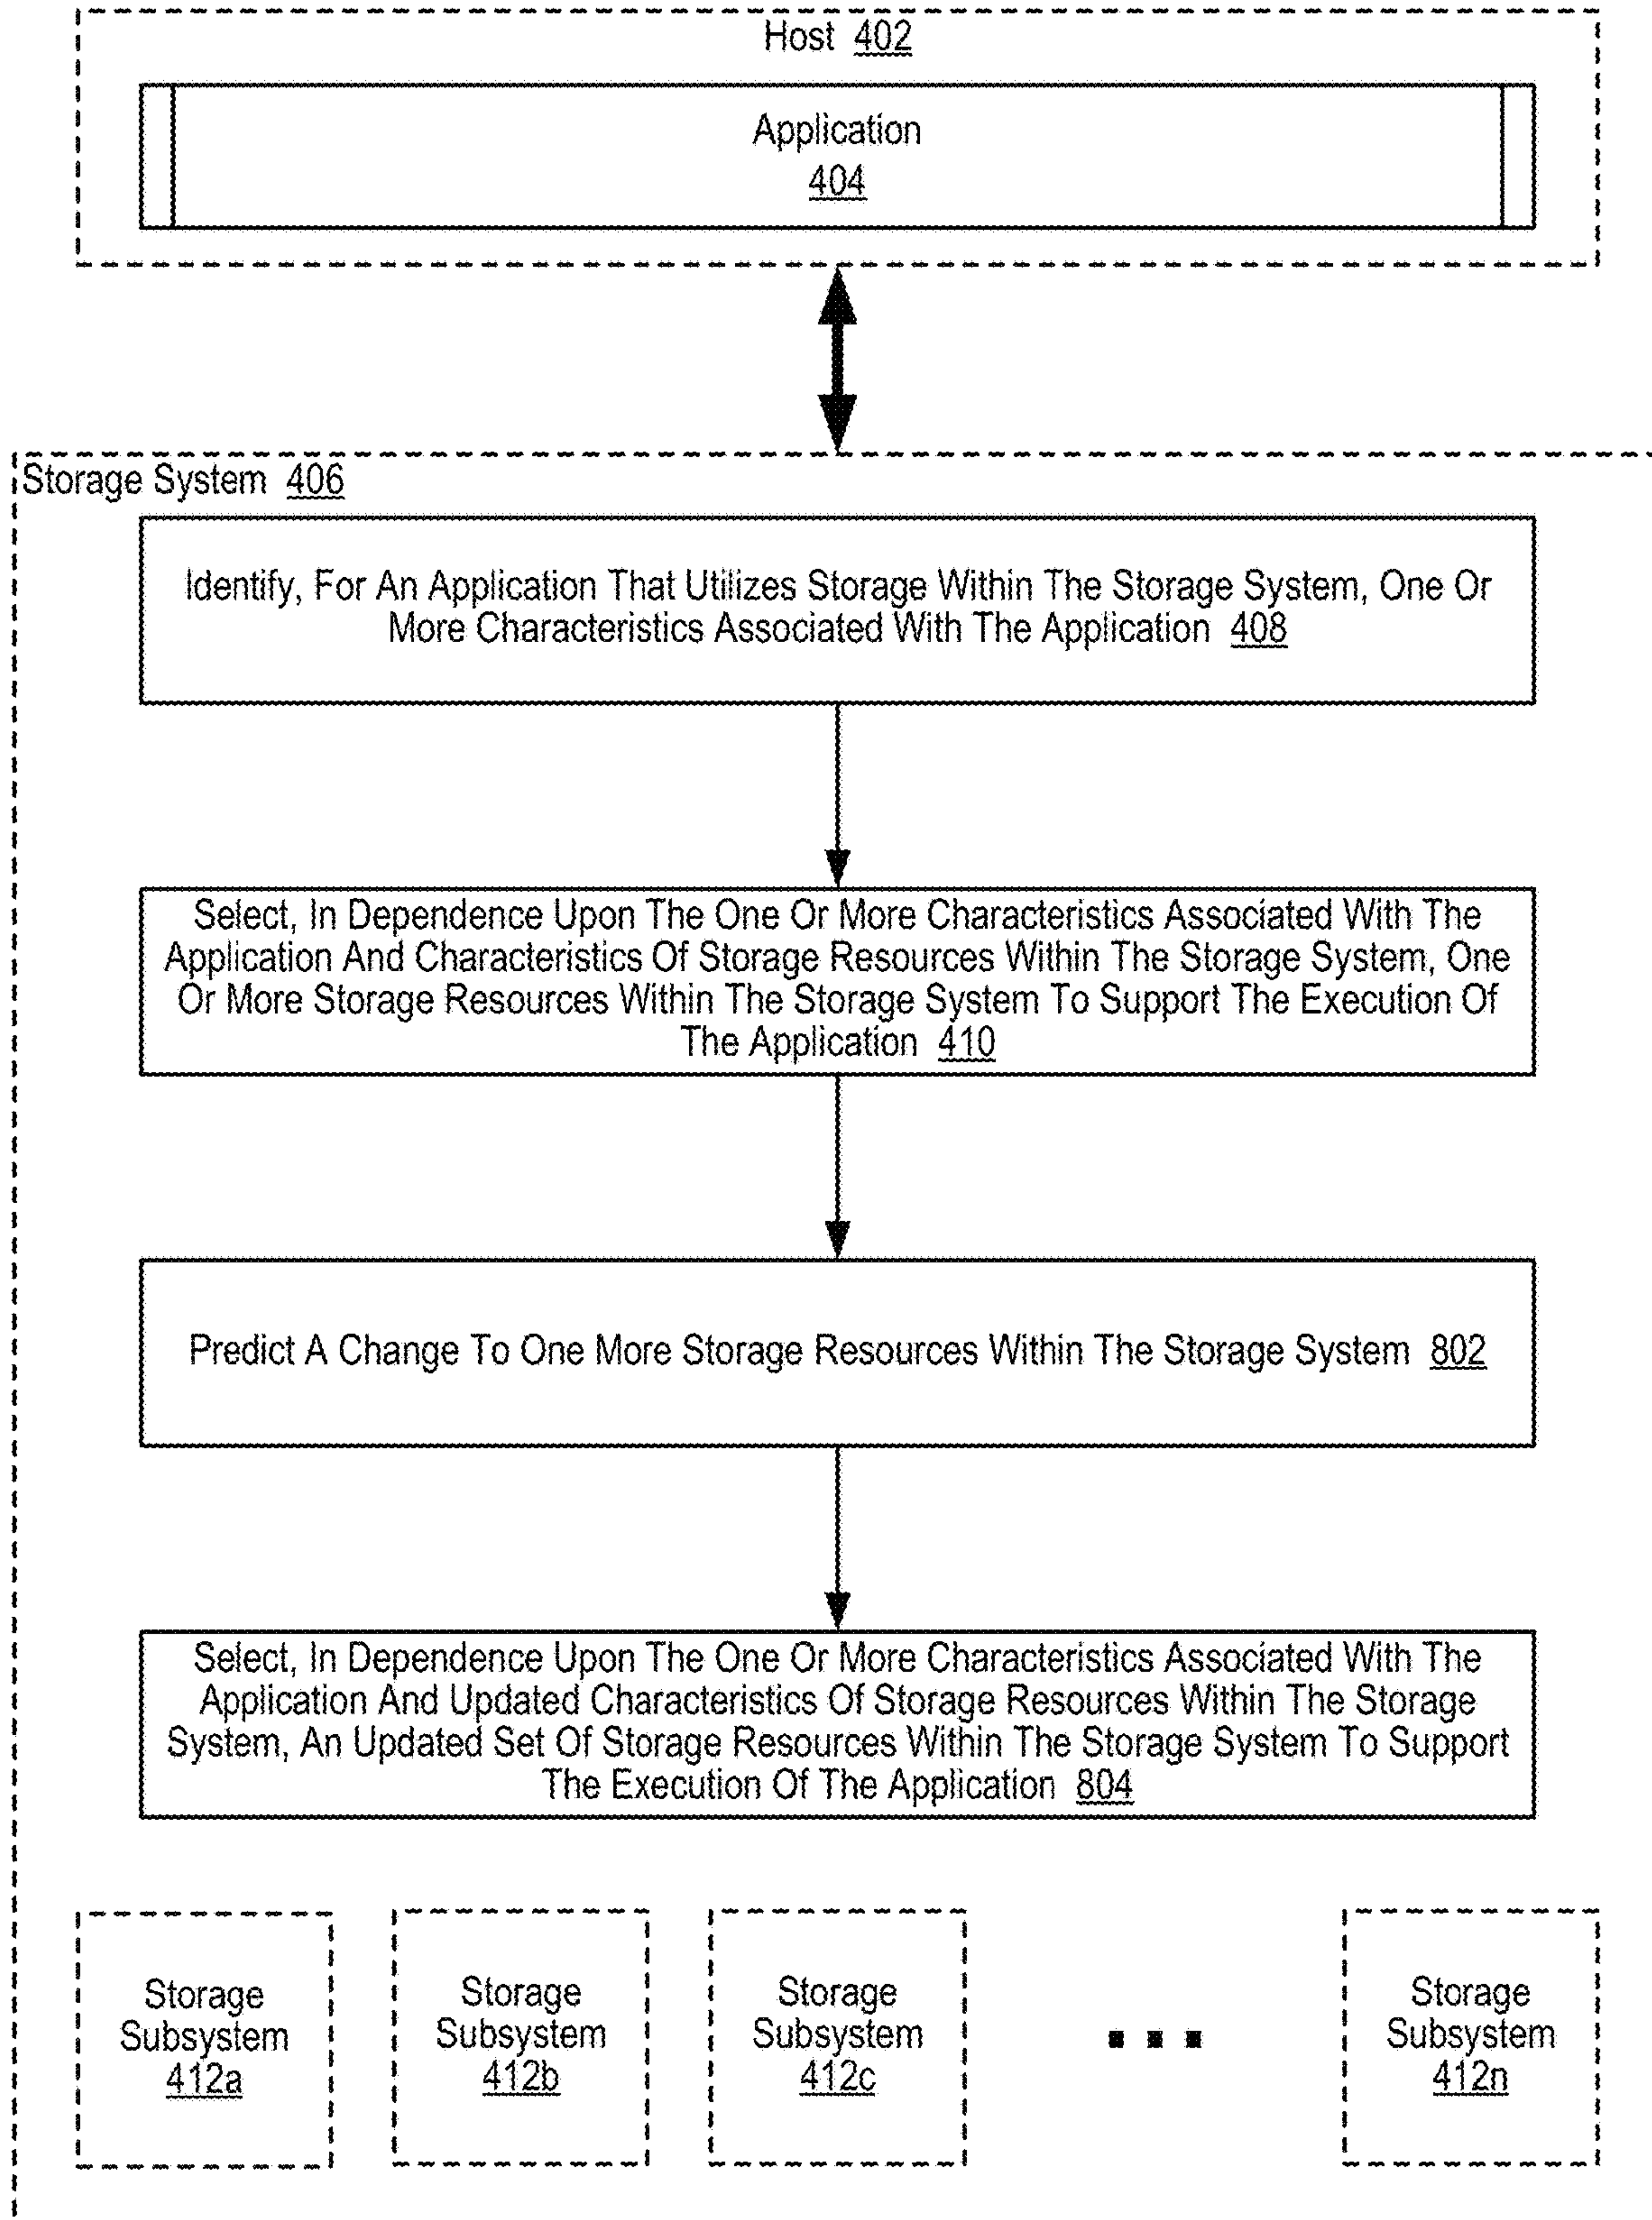 Host 402
Application
404
Storage System 406
Identify, For An Application That Utilizes Storage Within The Storage System, One Or
More Characteristics Associated With The Application 408
Select, In Dependence Upon The One Or More Characteristics Associated With The
Application And Characteristics Of Storage Resources Within The Storage System, One
Or More Storage Resources Within The Storage System To Support The Execution Of
The Application 410
Predict A Change To One More Storage Resources Within The Storage System 802
Select, In Dependence Upon The One Or More Characteristics Associated With The
Application And Updated Characteristics Of Storage Resources Within The Storage
System, An Updated Set Of Storage Resources Within The Storage System To Support
The Execution Of The Application 804
Storage
Subsystem
412a
Storage
Subsystem
412b
Storage
Subsystem
412c
...
Storage
Subsystem
412n